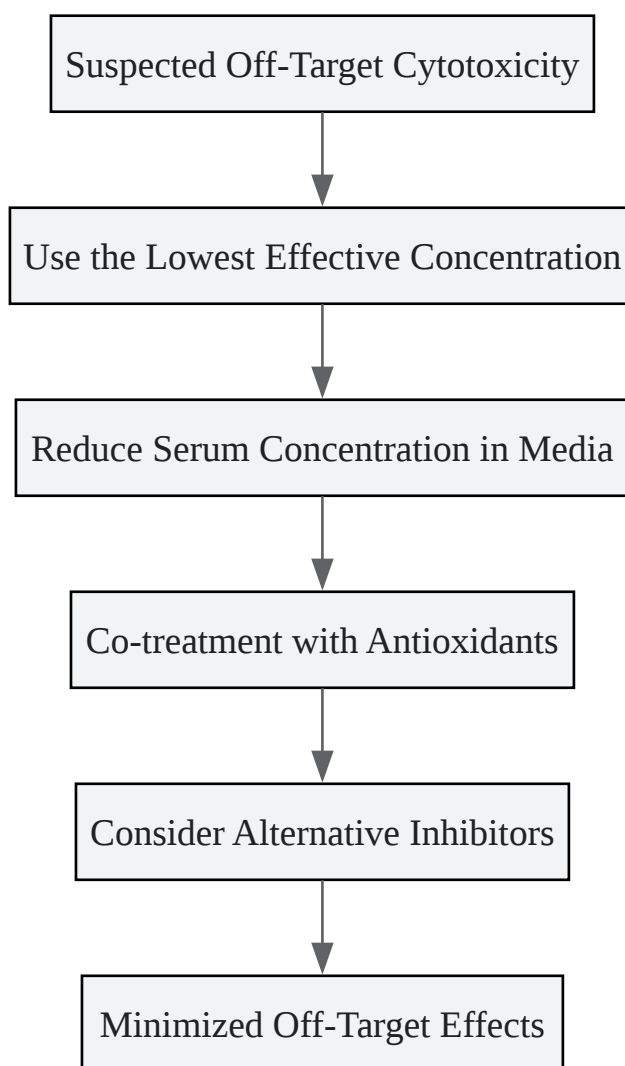 Suspected Off-Target Cytotoxicity
Use the Lowest Effective Concentration
Reduce Serum Concentration in Media
Co-treatment with Antioxidants
Consider Alternative Inhibitors
Minimized Off-Target Effects